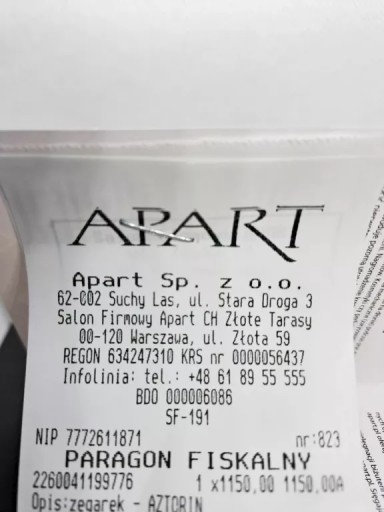 APART
Apart Sp. z o.o.
62-002 Suchy Las, ul. Stara Droga 3
Salon Firmowy Apart CH Złote Tarasy
00-120 Warszawa, ul. Złota 59
REGON 634247310 KRS nr 0000056437
Infolinia: tel.: +48 61 89 55 555
BDO 000006086
SF-191
NIP 7772611871 nr:823
PARAGON FISKALNY
2260041199776 1 x1150,00 1150,00A
Opis:zegarek - AZTORIN